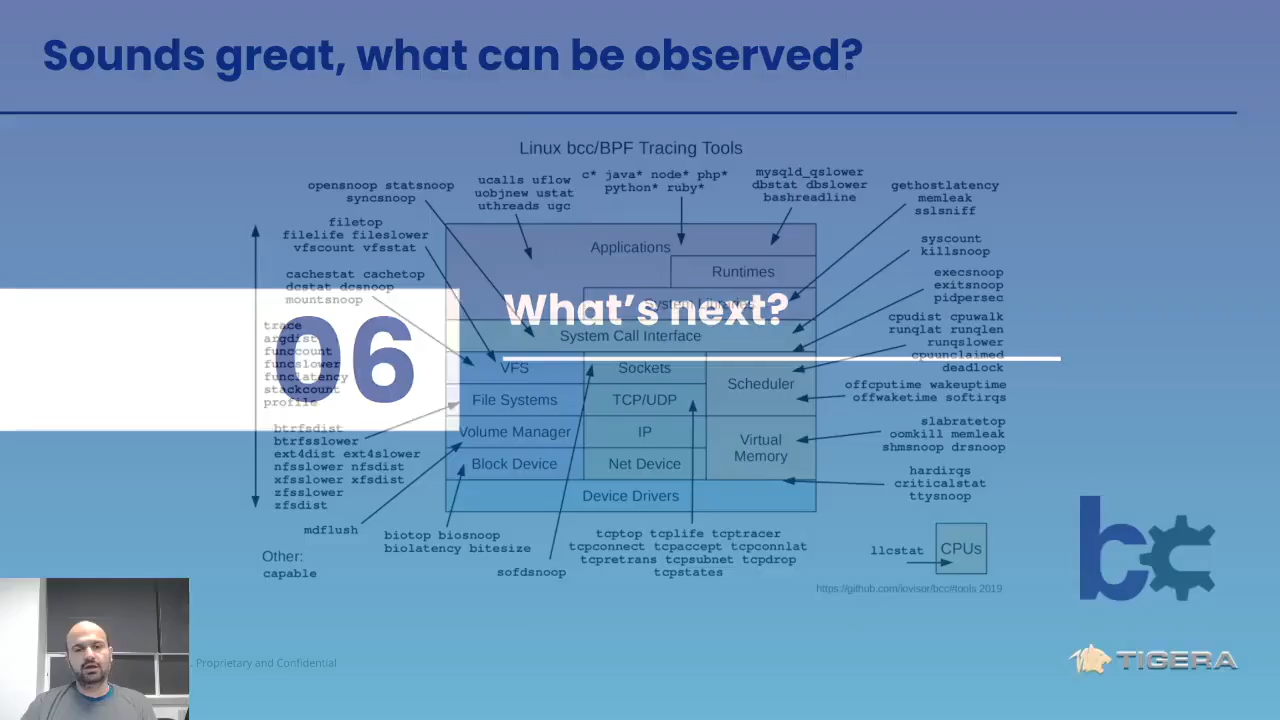 Sounds great, what can be observed?
Linux bcc/BPF Tracing Tools
opensnoop statsnoop
syncsnoop
ucalls uflow
uobjnew ustat
uthreads ugc
c* java* node* php*
python* ruby*
mysqld_qslower
dbstat dbslower
bashreadline
gethostlatency
memleak
sslsniff
filetop
filelife fileslower
vfscount vfsstat
syscount
killsnoop
cachestat cachetop
dcstat dcsnoop
mountsnoop
execsnoop
exitsnoop
pidpersec
Applications
Runtimes
System Libraries
System Call Interface
06
What's next?
trace
argdist
funccount
funcslower
funclatency
stackcount
profile
cpudist cpuwalk
runqlat runqlen
runqslower
cpuunclaimed
deadlock
VFS
Sockets
Scheduler
File Systems
TCP/UDP
offcputime wakeuptime
offwaketime softirqs
Volume Manager
IP
Virtual
Memory
Block Device
Net Device
Device Drivers
slabratetop
oomkill memleak
shmsnoop drsnoop
btrfsdist
btrfsslower
ext4dist ext4slower
nfsslower nfsdist
xfsslower xfsdist
zfsslower
zfsdist
hardirqs
criticalstat
ttysnoop
mdflush
biotop biosnoop
biolatency bitesize
sofdsnoop
tcptop tcplife tcptracer
tcpconnect tcpaccept tcpconnlat
tcpretrans tcpsubnet tcpdrop
tcpstates
llcstat
CPUs
Other:
capable
https://github.com/iovisor/bcc#tools 2019
bc
. Proprietary and Confidential
TIGERA